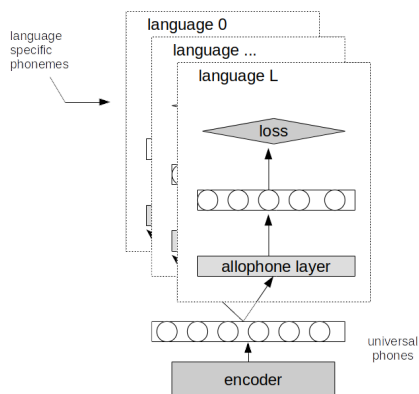 language 0
language ...
language L
language
specific
phonemes
loss
allophone layer
universal
phones
encoder